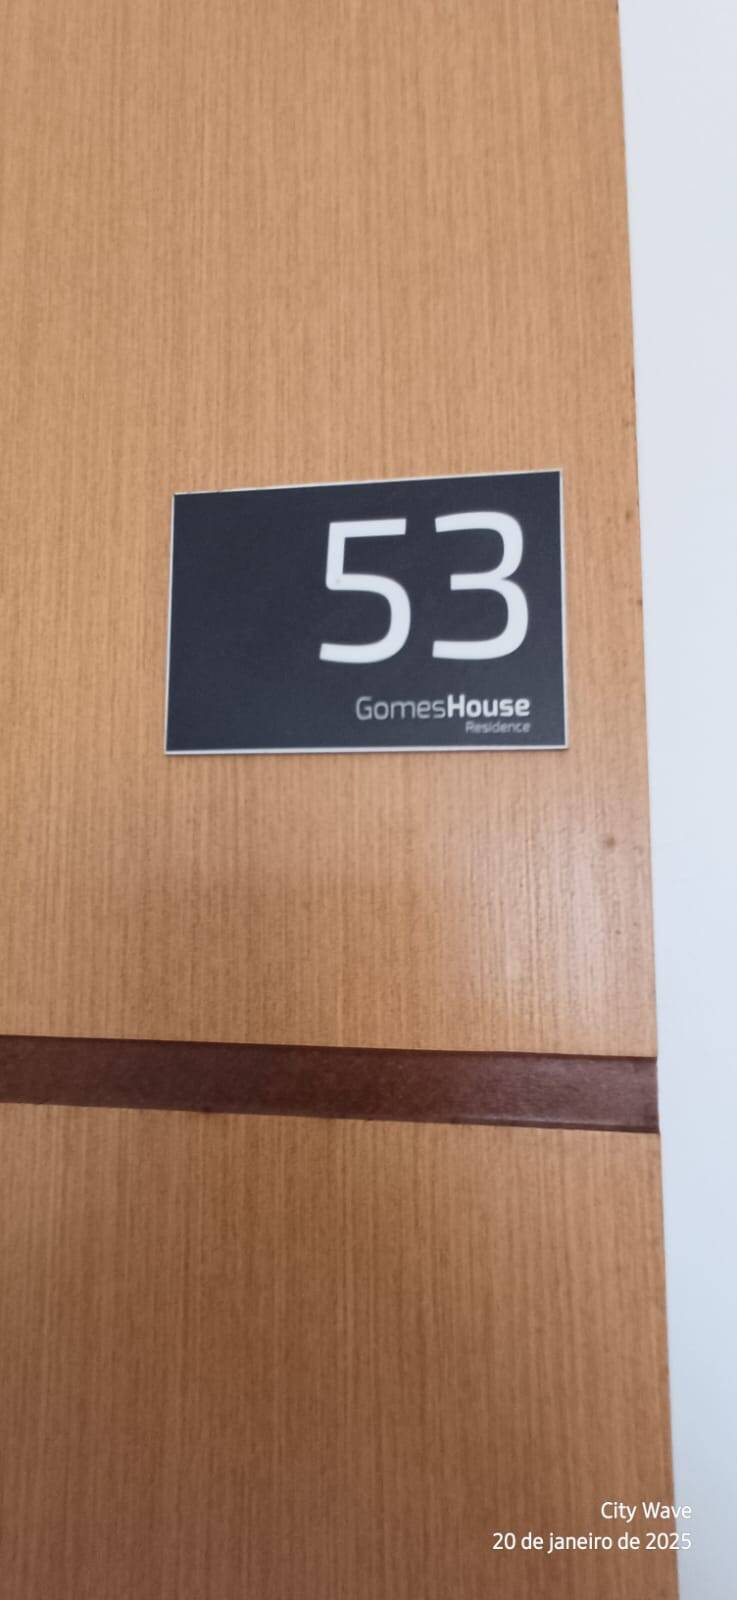 53
GomesHouse
Residence
City Wave
20 de janeiro de 2025